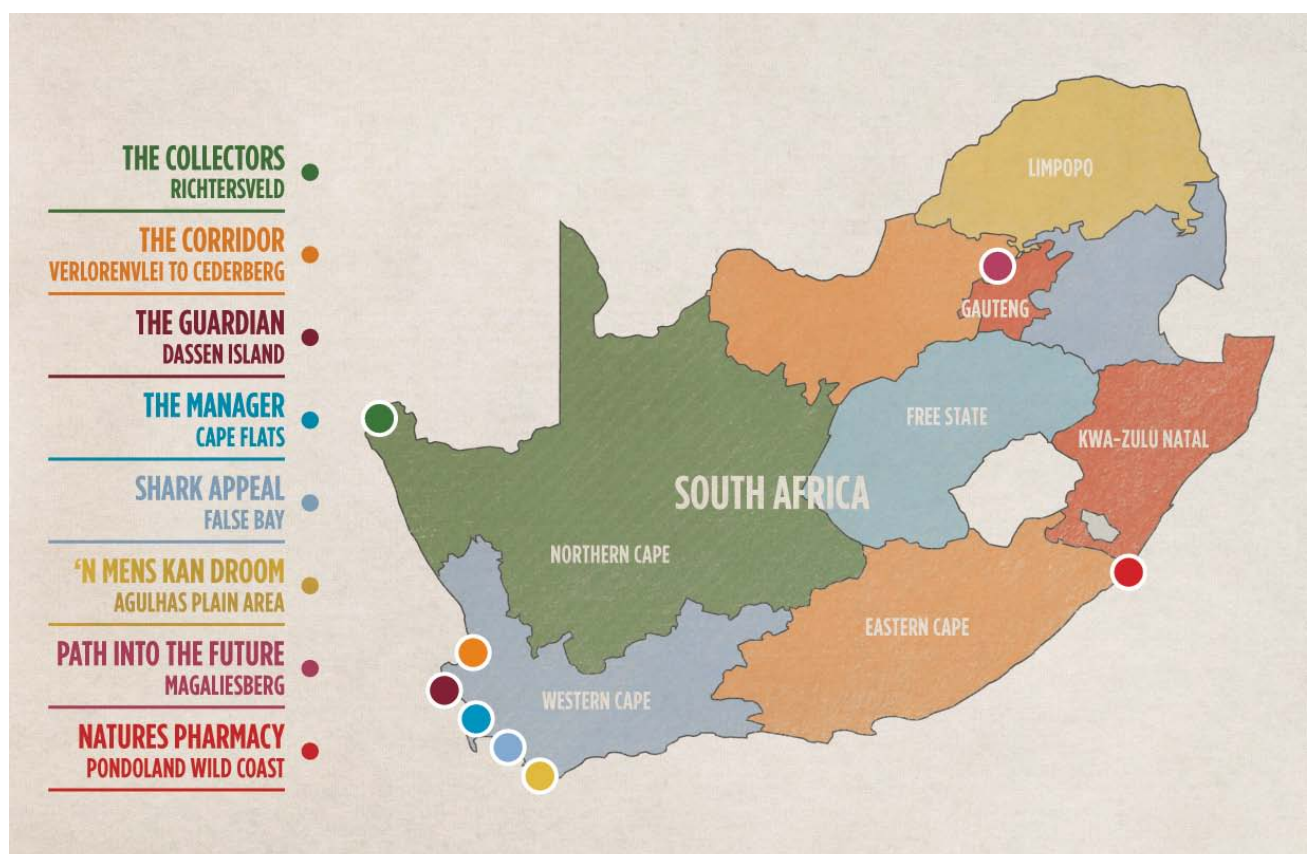 THE COLLECTORS
RICHTERSVELD
THE CORRIDOR
VERLORENVLEI TO CEDERBERG
THE GUARDIAN
DASSEN ISLAND
THE MANAGER
CAPE FLATS
SHARK APPEAL
FALSE BAY
‘N MENS KAN DROOM
AGULHAS PLAIN AREA
PATH INTO THE FUTURE
MAGALIESBERG
NATURES PHARMACY
PONDOLAND WILD COAST
LIMPOPO
GAUTENG
FREE STATE
KWA-ZULU NATAL
SOUTH AFRICA
NORTHERN CAPE
EASTERN CAPE
WESTERN CAPE